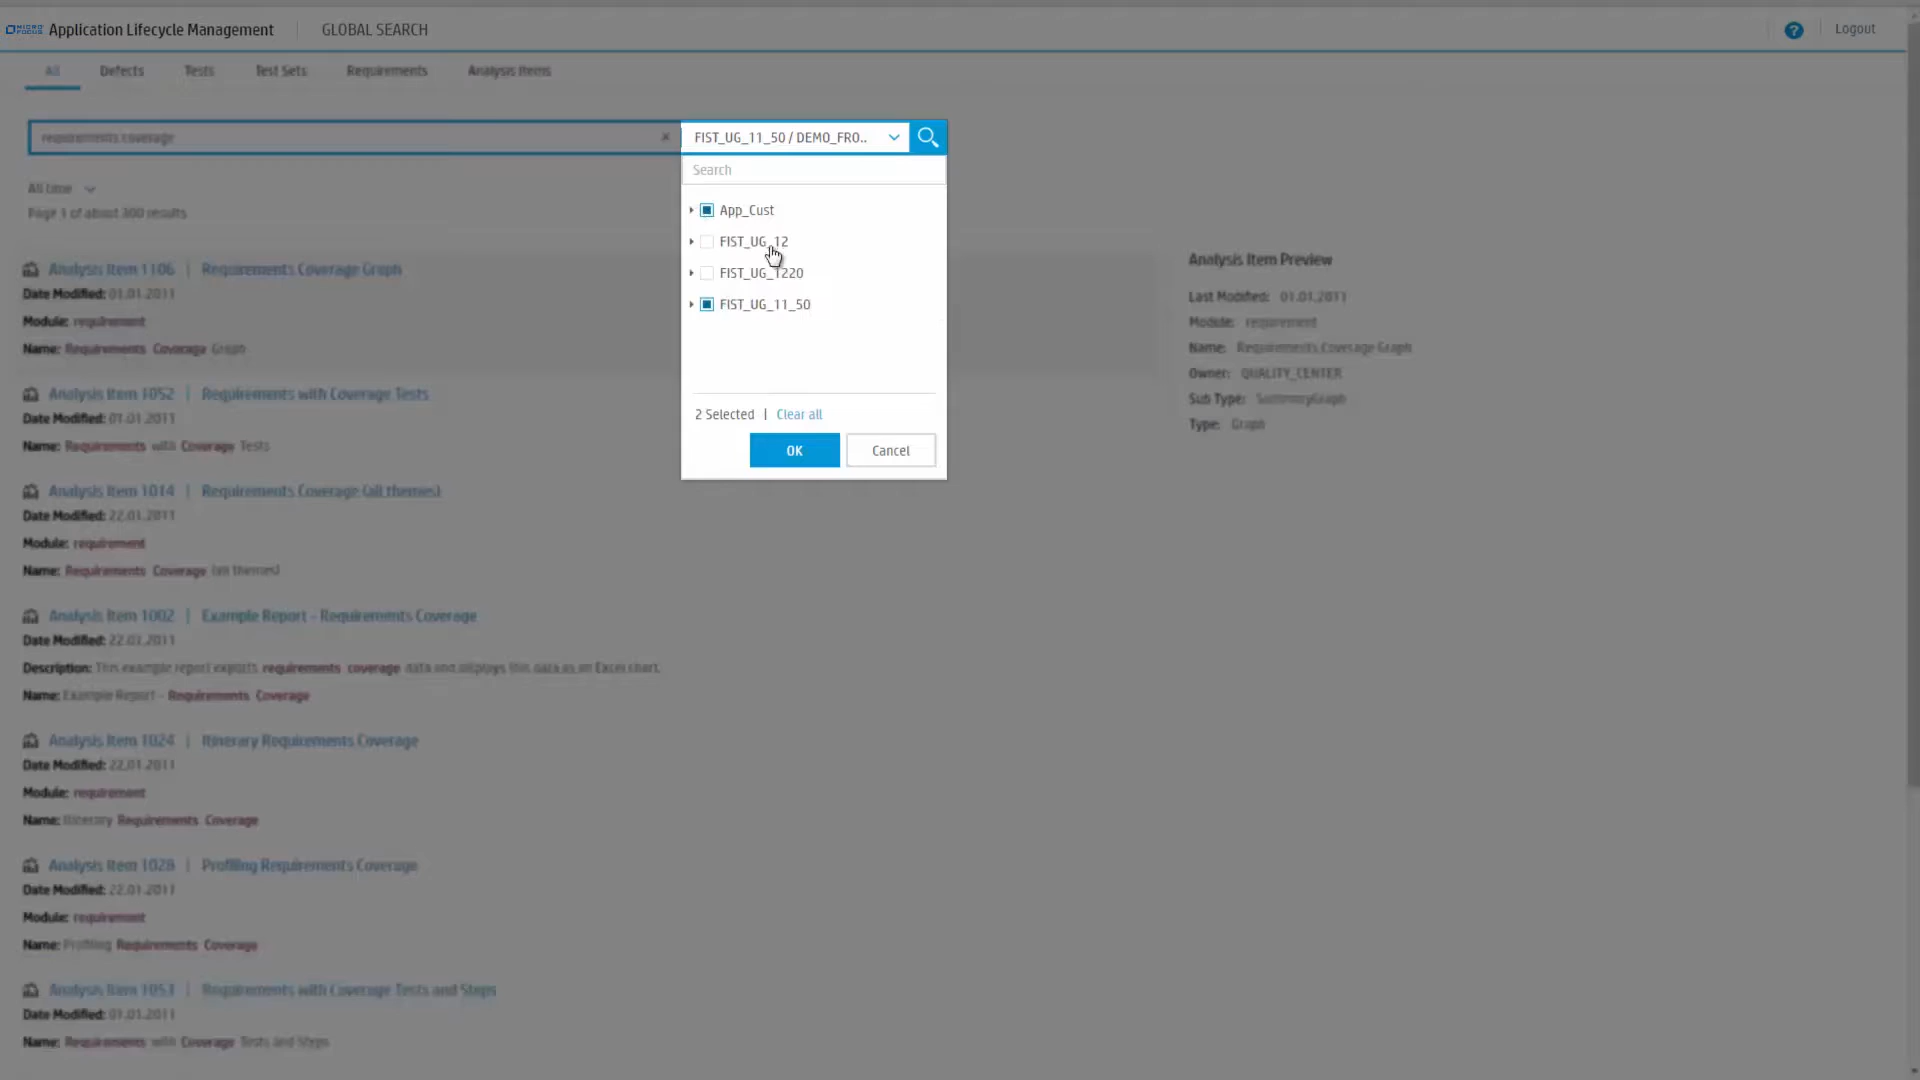 MICRO FOCUS Application Lifecycle Management GLOBAL SEARCH Logout
All Defects Tests Test Sets Requirements Analysis Items
requirements coverage × FIST_UG_11_50 / DEMO_FRO..
Search
All time
Page 1 of about 300 results
App_Cust
FIST_UG_12
FIST_UG_1220
FIST_UG_11_50
2 Selected | Clear all
OK Cancel
Analysis Item 1106 | Requirements Coverage Graph
Date Modified: 01.01.2011
Module: requirement
Name: Requirements Coverage Graph
Analysis Item 1052 | Requirements with Coverage Tests
Date Modified: 01.01.2011
Name: Requirements with Coverage Tests
Analysis Item 1014 | Requirements Coverage (all themes)
Date Modified: 22.01.2011
Module: requirement
Name: Requirements Coverage (all themes)
Analysis Item 1002 | Example Report - Requirements Coverage
Date Modified: 22.01.2011
Description: This example report exports requirements coverage data and displays this data as an Excel chart.
Name: Example Report - Requirements Coverage
Analysis Item 1024 | Itinerary Requirements Coverage
Date Modified: 22.01.2011
Module: requirement
Name: Itinerary Requirements Coverage
Analysis Item 1028 | Profiling Requirements Coverage
Date Modified: 22.01.2011
Module: requirement
Name: Profiling Requirements Coverage
Analysis Item 1053 | Requirements with Coverage Tests and Steps
Date Modified: 01.01.2011
Name: Requirements with Coverage Tests and Steps
Analysis Item Preview
Last Modified: 01.01.2011
Module: requirement
Name: Requirements Coverage Graph
Owner: QUALITY_CENTER
Sub Type: SummaryGraph
Type: Graph